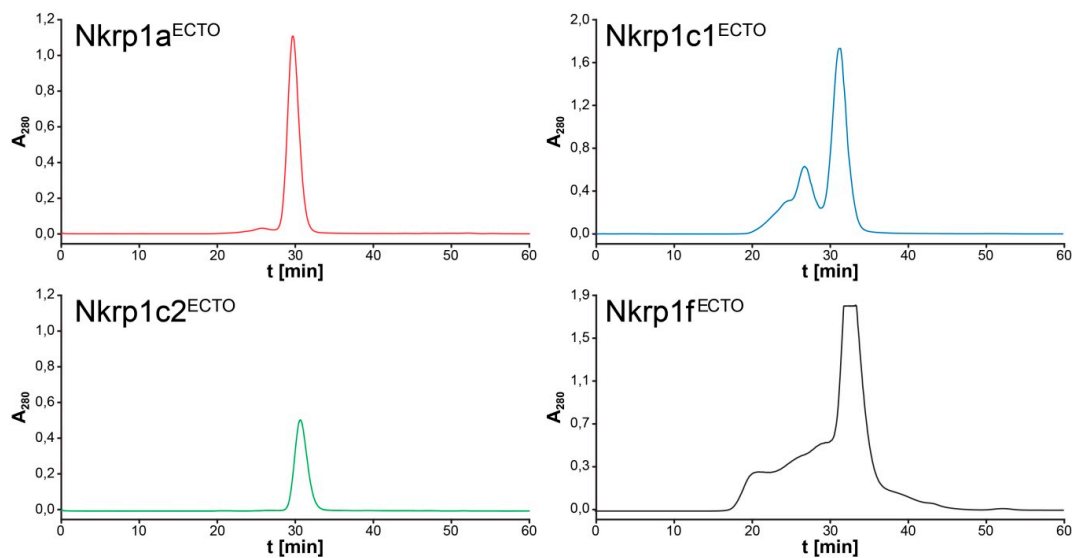 Nkrp1a^ECTO
1,2
1,0
0,8
0,6
0,4
0,2
0,0
A₂₈₀
0 10 20 30 40 50 60
t [min]
Nkrp1c1^ECTO
2,0
1,6
1,2
0,8
0,4
0,0
A₂₈₀
0 10 20 30 40 50 60
t [min]
Nkrp1c2^ECTO
1,2
1,0
0,8
0,6
0,4
0,2
0,0
A₂₈₀
0 10 20 30 40 50 60
t [min]
Nkrp1f^ECTO
1,9
1,5
1,1
0,7
0,3
0,0
A₂₈₀
0 10 20 30 40 50 60
t [min]